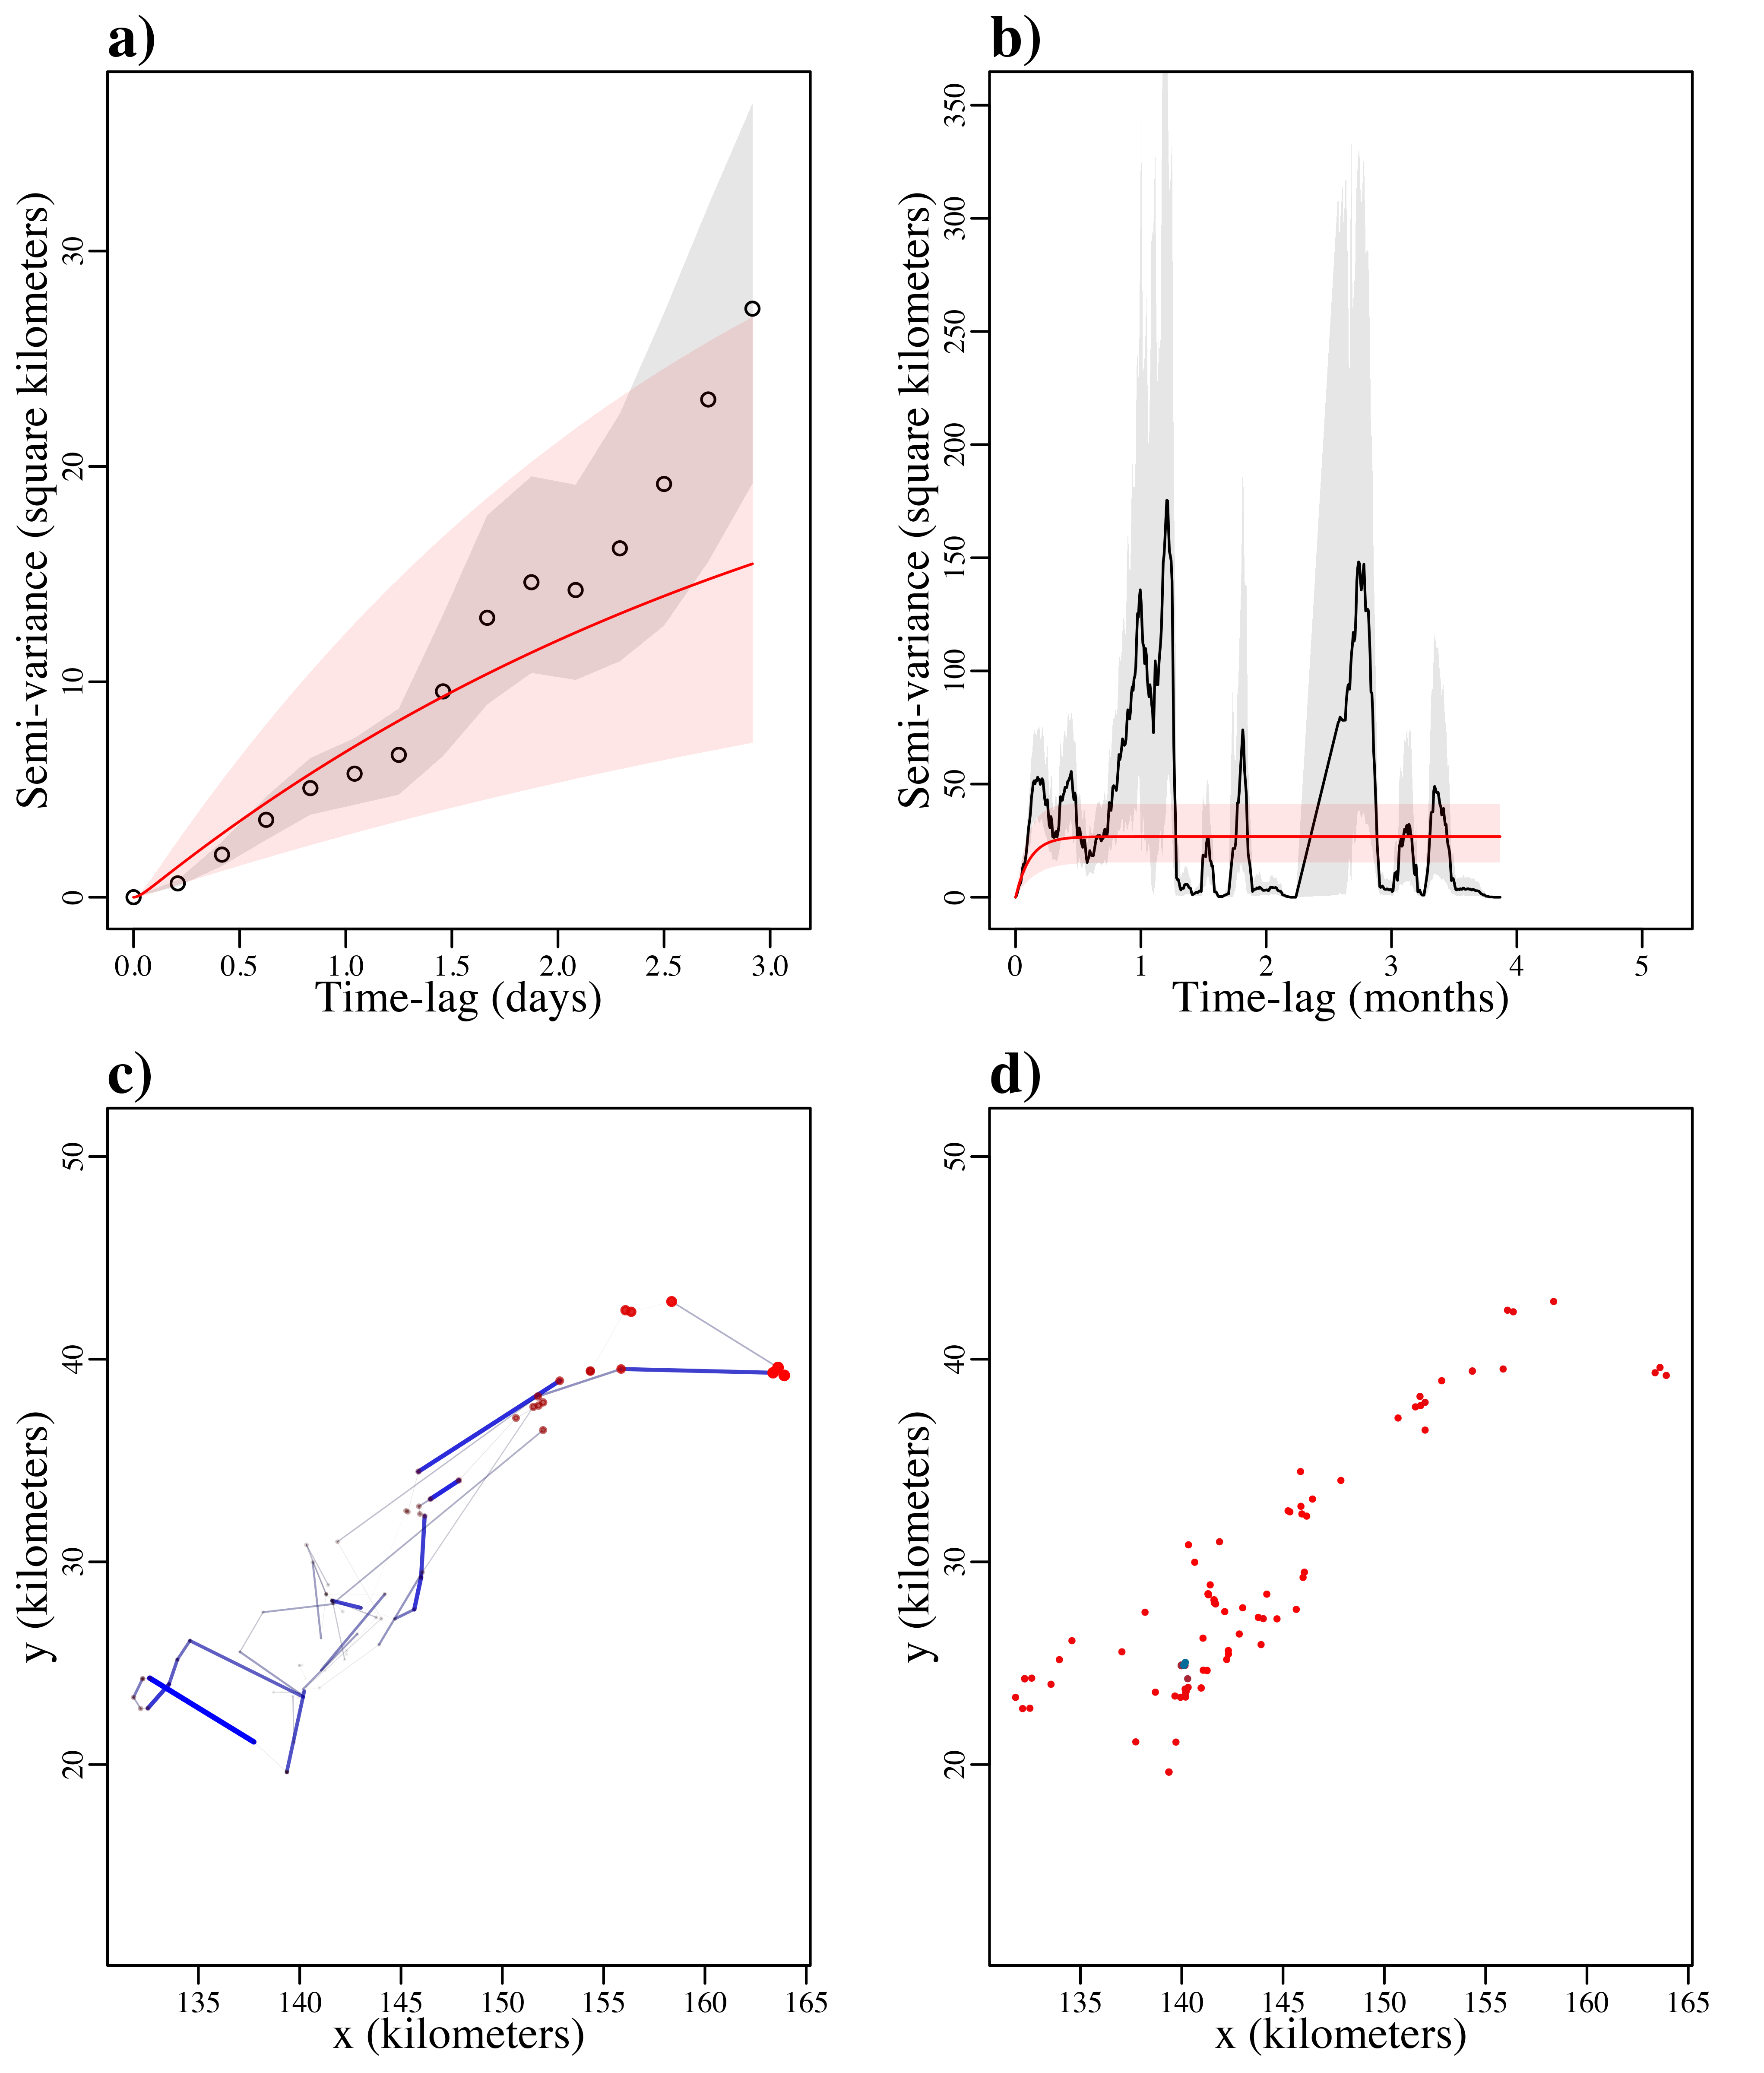 a)
Semi-variance (square kilometers)
0 10 20 30
0.0 0.5 1.0 1.5 2.0 2.5 3.0
Time-lag (days)
b)
Semi-variance (square kilometers)
0 50 100 150 200 250 300 350
0 1 2 3 4 5
Time-lag (months)
c)
y (kilometers)
20 30 40 50
135 140 145 150 155 160 165
x (kilometers)
d)
y (kilometers)
20 30 40 50
135 140 145 150 155 160 165
x (kilometers)